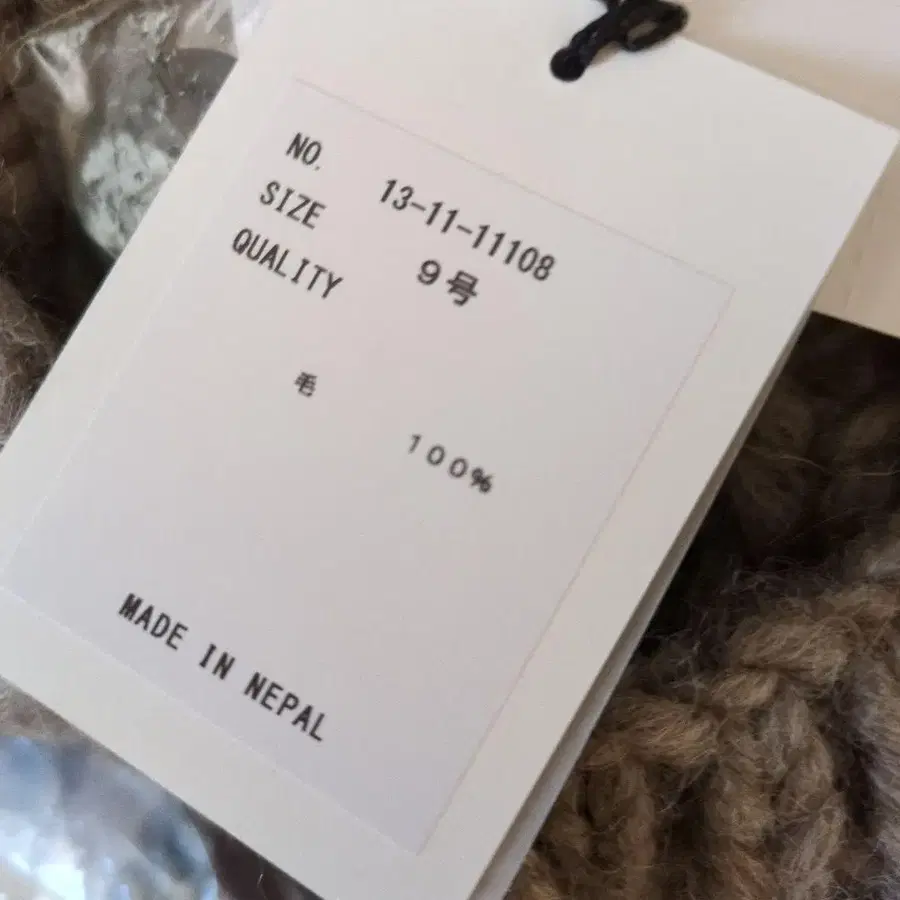 NO. 13-11-11108
SIZE 9号
QUALITY
毛 100%
MADE IN NEPAL